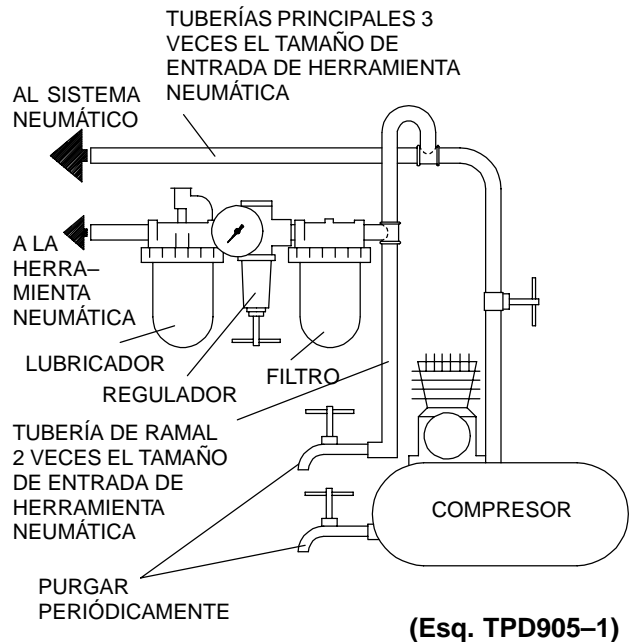 TUBERÍAS PRINCIPALES 3
VECES EL TAMAÑO DE
ENTRADA DE HERRAMIENTA
NEUMÁTICA
AL SISTEMA
NEUMÁTICO
A LA
HERRA–
MIENTA
NEUMÁTICA
LUBRICADOR
REGULADOR
FILTRO
TUBERÍA DE RAMAL
2 VECES EL TAMAÑO
DE ENTRADA DE
HERRAMIENTA
NEUMÁTICA
COMPRESOR
PURGAR
PERIÓDICAMENTE
(Esq. TPD905–1)